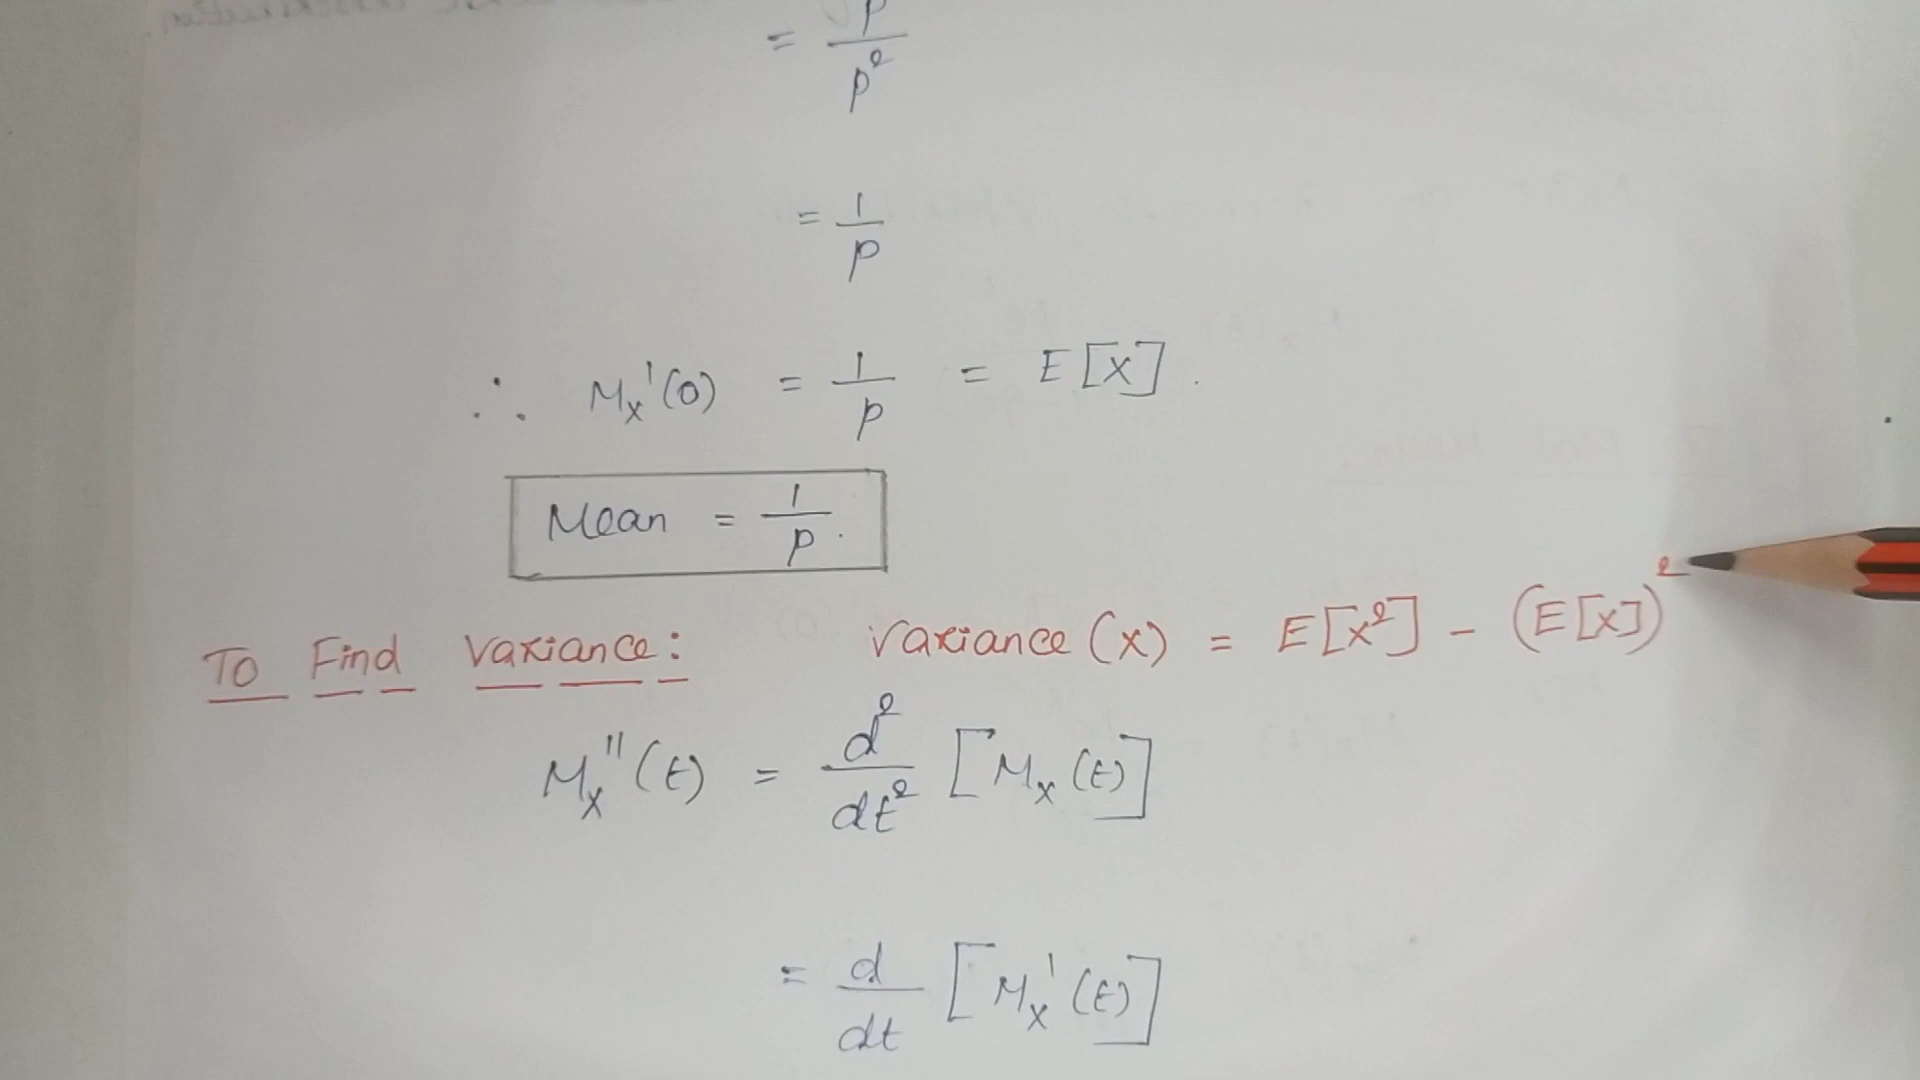 = p / p²
= 1 / p
∴ Mₓ'(0) = 1 / p = E[X].
Mean = 1 / p.
To Find Variance: Variance (x) = E[x²] - (E[x])²
Mₓ''(t) = d² / dt² [Mₓ(t)]
= d / dt [Mₓ'(t)]